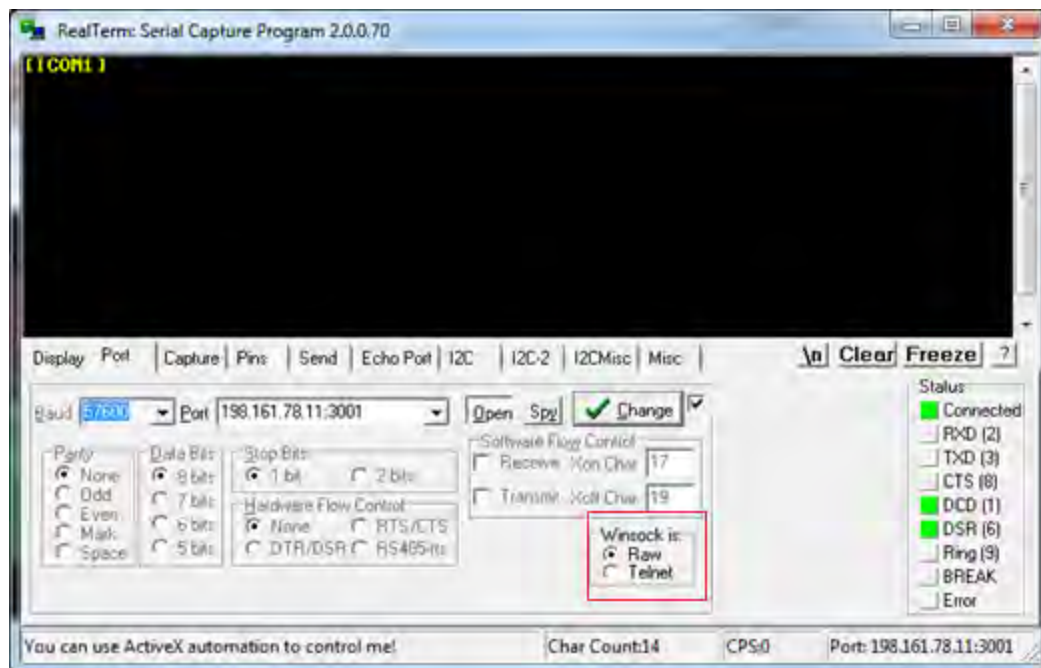 RealTerm: Serial Capture Program 2.0.0.70
[ICOM1]
Display Port Capture Pins Send Echo Port I2C I2C-2 I2CMisc Misc \n Clear Freeze ?
Status
Baud 57600 Port 198.161.78.11:3001 Open Spy Change Connected
RXD (2)
Parity Data Bits Stop Bits Software Flow Control
None 8 bits 1 bit 2 bits Receive Xon Char 17 TXD (3)
Odd 7 bits Hardware Flow Control Transmit Xoff Char 19 CTS (8)
Even 6 bits None RTS/CTS DCD (1)
Mark 5 bits DTR/DSR RS485-rts Winsock is: DSR (6)
Space Raw Ring (9)
Telnet BREAK
Error
You can use ActiveX automation to control me! Char Count:14 CPS:0 Port: 198.161.78.11:3001